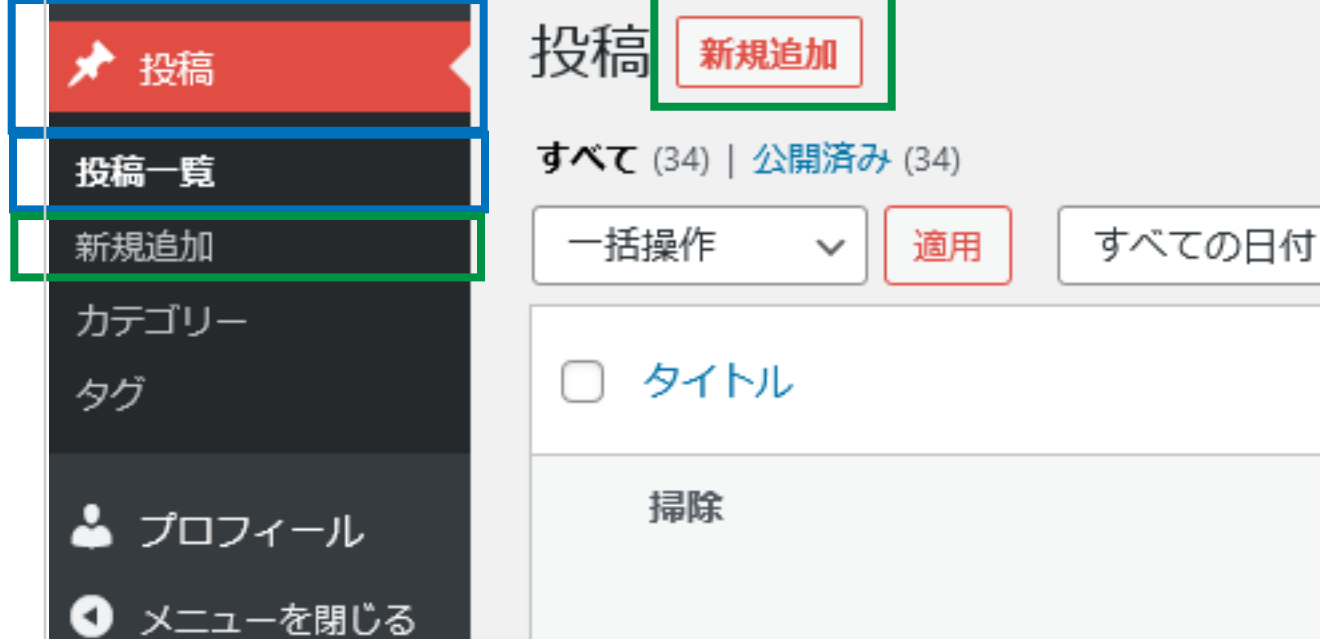 投稿
投稿一覧
新規追加
カテゴリー
タグ
プロフィール
メニューを閉じる
投稿 新規追加
すべて (34) | 公開済み (34)
一括操作 適用 すべての日付
タイトル
掃除